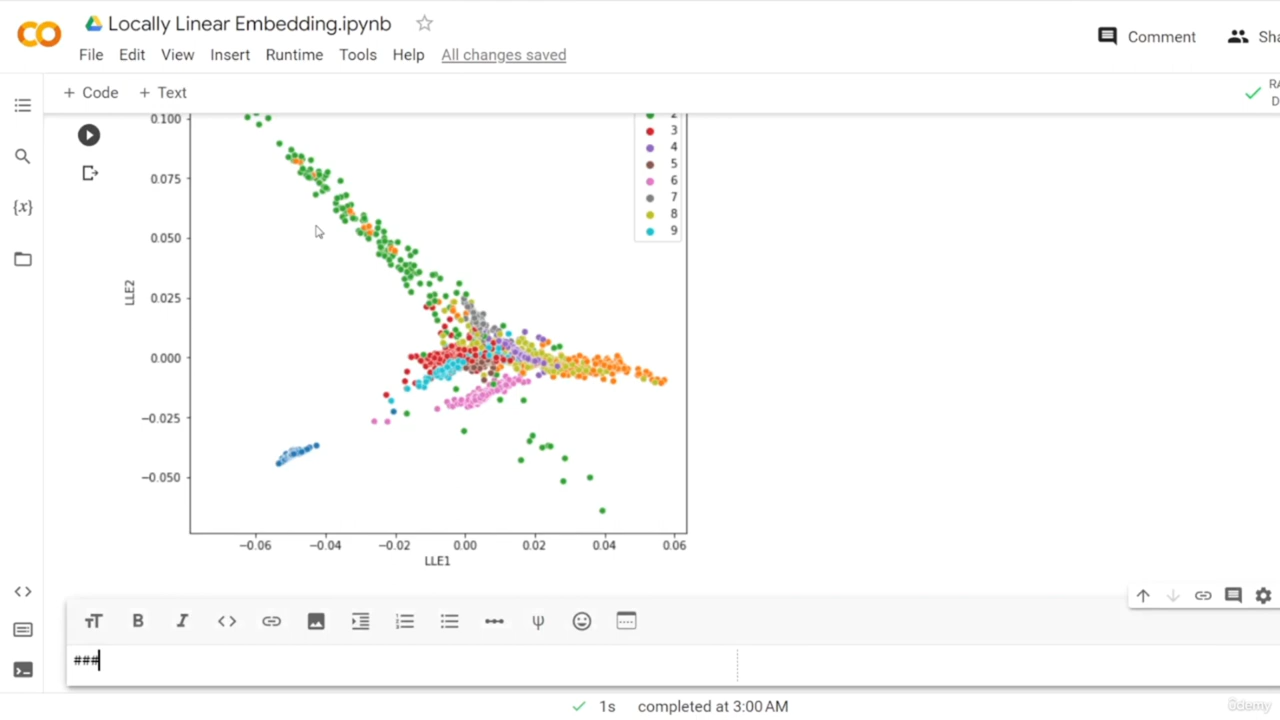 Locally Linear Embedding.ipynb
File Edit View Insert Runtime Tools Help All changes saved
Comment
+ Code + Text
{x}
0.100
0.075
0.050
0.025
0.000
−0.025
−0.050
LLE2
−0.06 −0.04 −0.02 0.00 0.02 0.04 0.06
LLE1
2
3
4
5
6
7
8
9
###
1s completed at 3:00 AM
ûdemy